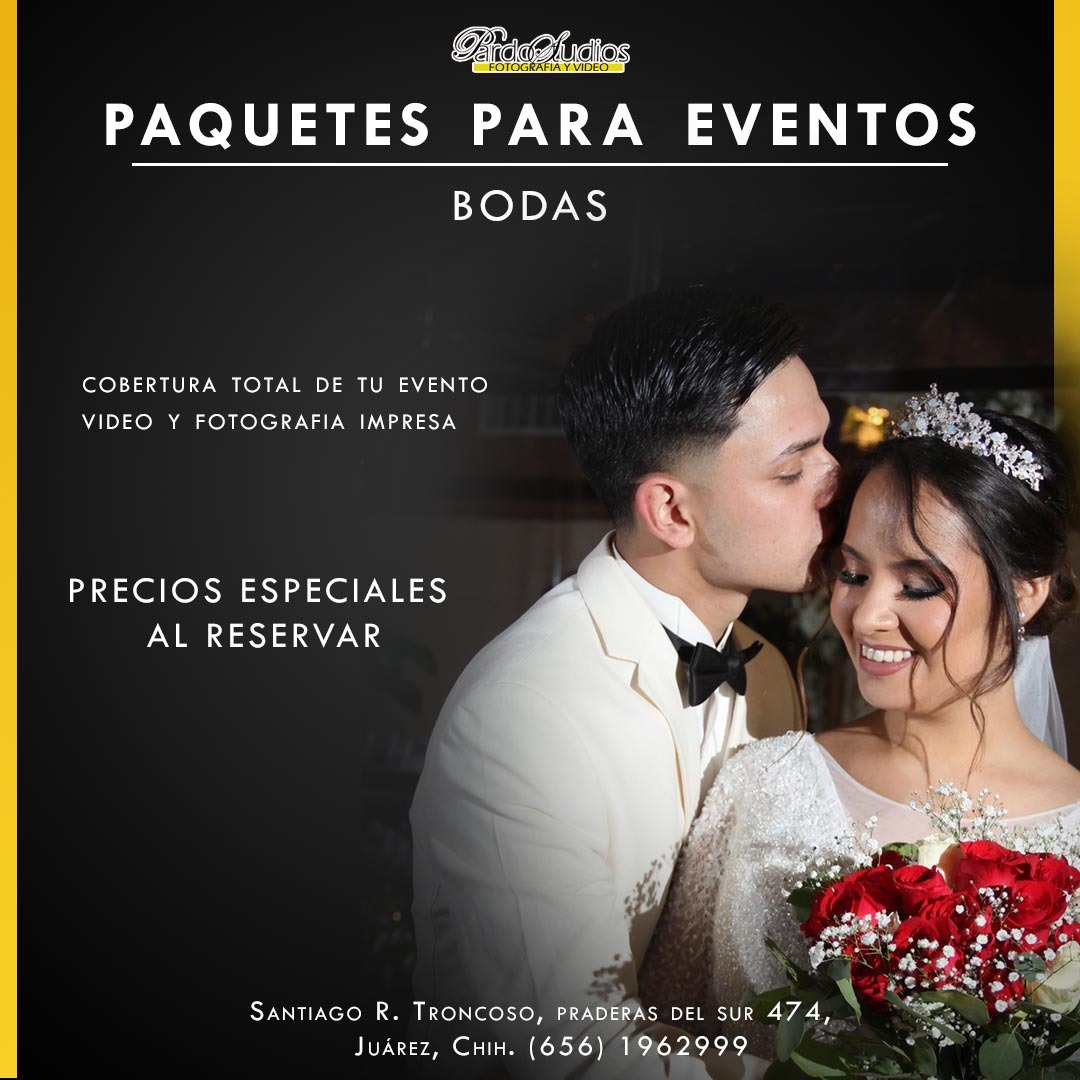 PardoStudios
FOTOGRAFIA Y VIDEO
PAQUETES PARA EVENTOS
BODAS
COBERTURA TOTAL DE TU EVENTO
VIDEO Y FOTOGRAFIA IMPRESA
PRECIOS ESPECIALES
AL RESERVAR
SANTIAGO R. TRONCOSO, PRADERAS DEL SUR 474,
JUÁREZ, CHIH. (656) 1962999